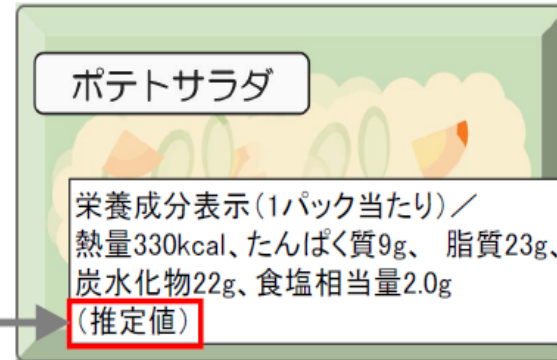 ポテトサラダ
栄養成分表示(1パック当たり)／
熱量330kcal、たんぱく質9g、 脂質23g、
炭水化物22g、食塩相当量2.0g
(推定値)